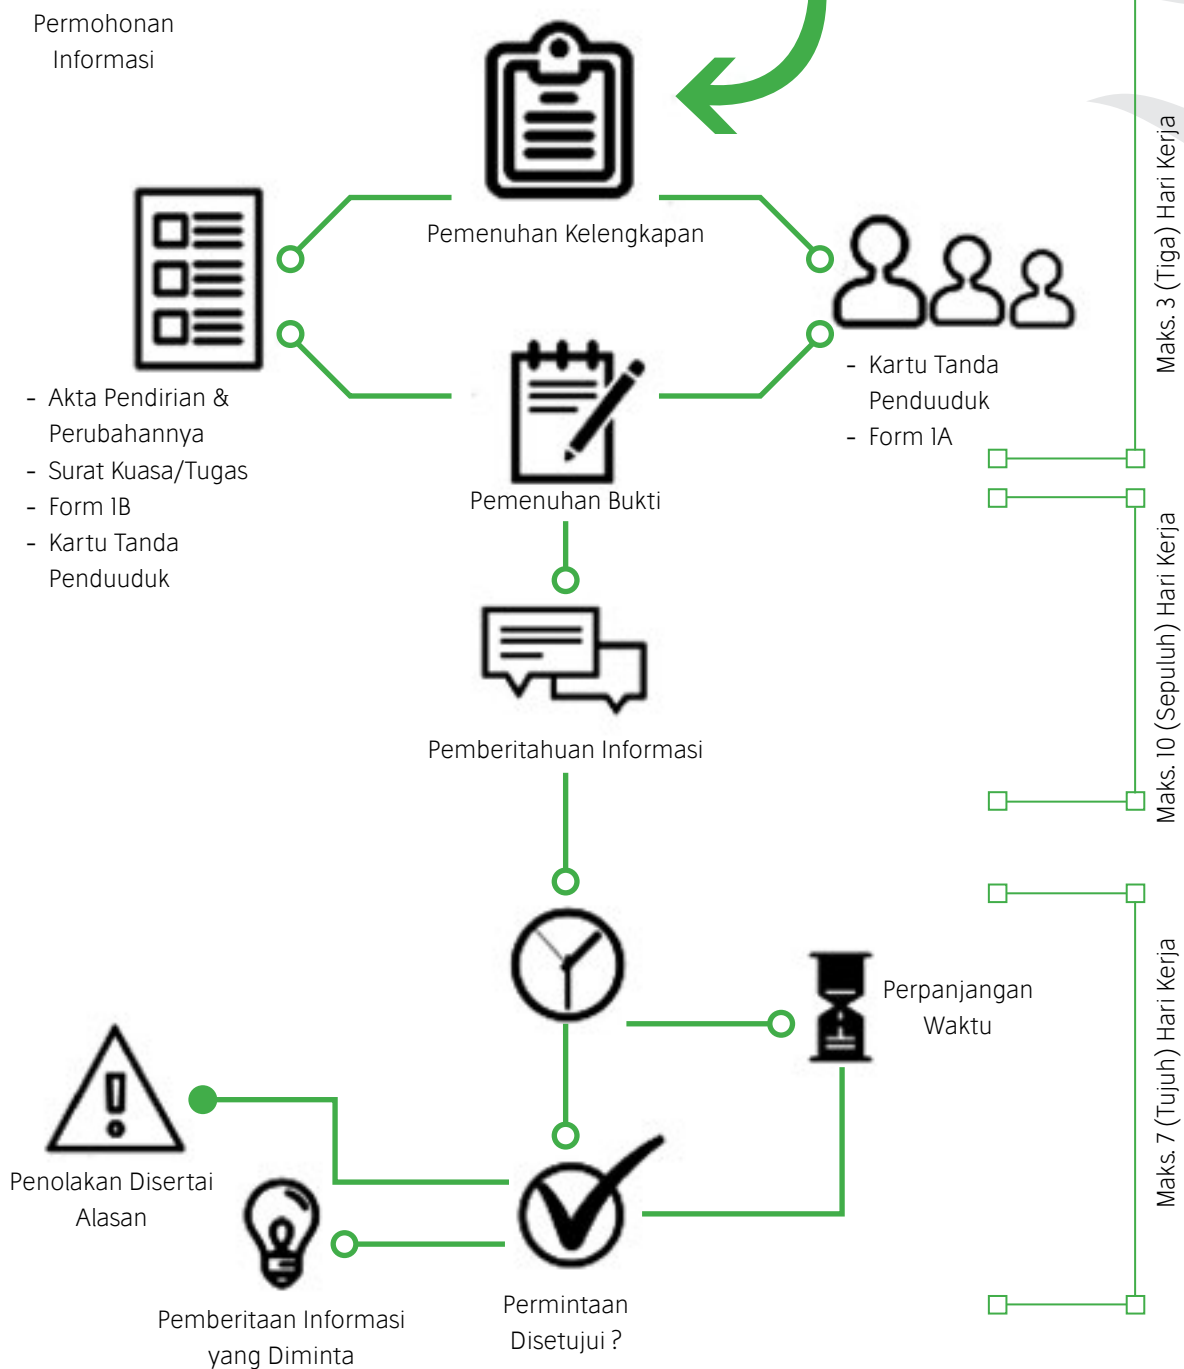 Permohonan
Informasi
Pemenuhan Kelengkapan
Maks. 3 (Tiga) Hari Kerja
- Akta Pendirian &
Perubahannya
- Surat Kuasa/Tugas
- Form 1B
- Kartu Tanda
Penduuduk
- Kartu Tanda
Penduuduk
- Form 1A
Pemenuhan Bukti
Maks. 10 (Sepuluh) Hari Kerja
Pemberitahuan Informasi
Perpanjangan
Waktu
Maks. 7 (Tujuh) Hari Kerja
Penolakan Disertai
Alasan
Pemberitaan Informasi
yang Diminta
Permintaan
Disetujui ?